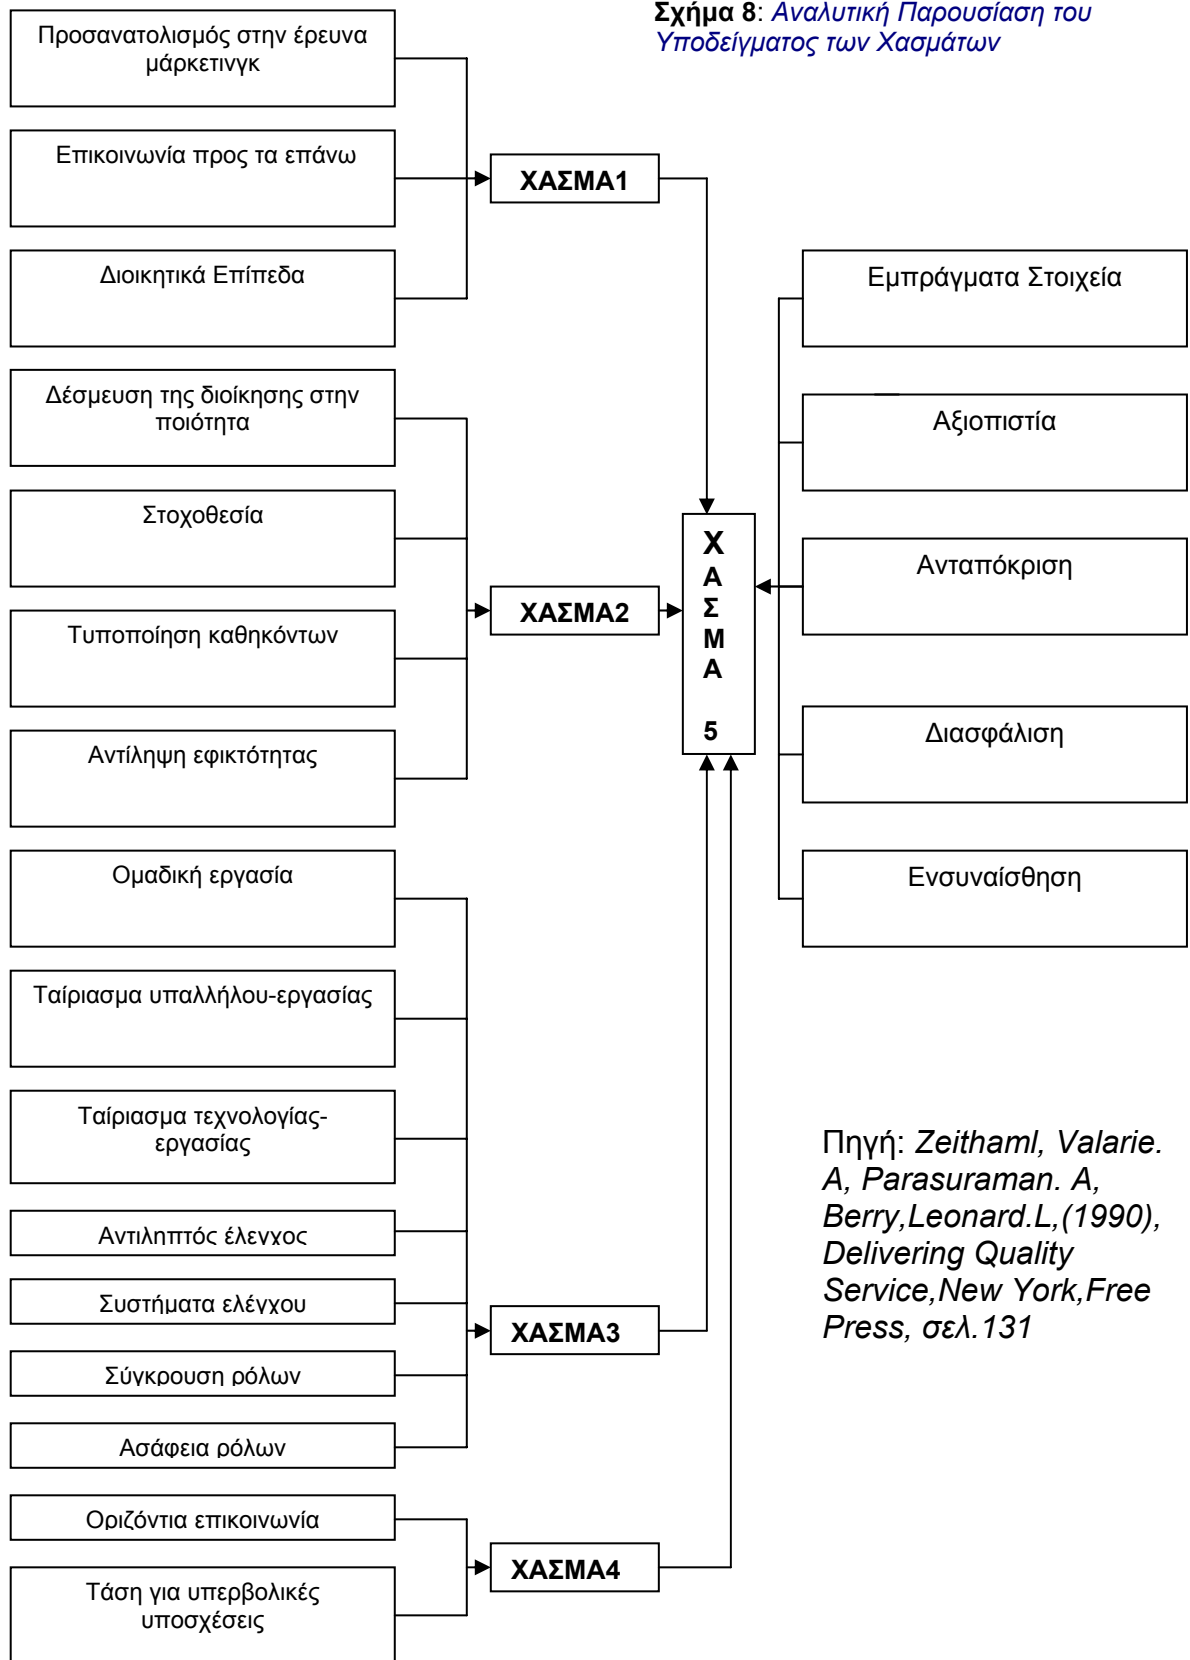 Σχήμα 8: Αναλυτική Παρουσίαση του
Υποδείγματος των Χασμάτων
Προσανατολισμός στην έρευνα
μάρκετινγκ
Επικοινωνία προς τα επάνω
Διοικητικά Επίπεδα
ΧΑΣΜΑ1
Δέσμευση της διοίκησης στην
ποιότητα
Στοχοθεσία
Τυποποίηση καθηκόντων
Αντίληψη εφικτότητας
ΧΑΣΜΑ2
Ομαδική εργασία
Ταίριασμα υπαλλήλου-εργασίας
Ταίριασμα τεχνολογίας-
εργασίας
Αντιληπτός έλεγχος
Συστήματα ελέγχου
Σύγκρουση ρόλων
Ασάφεια ρόλων
ΧΑΣΜΑ3
Οριζόντια επικοινωνία
Τάση για υπερβολικές
υποσχέσεις
ΧΑΣΜΑ4
Χ
Α
Σ
Μ
Α
5
Εμπράγματα Στοιχεία
Αξιοπιστία
Ανταπόκριση
Διασφάλιση
Ενσυναίσθηση
Πηγή: Zeithaml, Valarie.
A, Parasuraman. A,
Berry,Leonard.L,(1990),
Delivering Quality
Service,New York,Free
Press, σελ.131